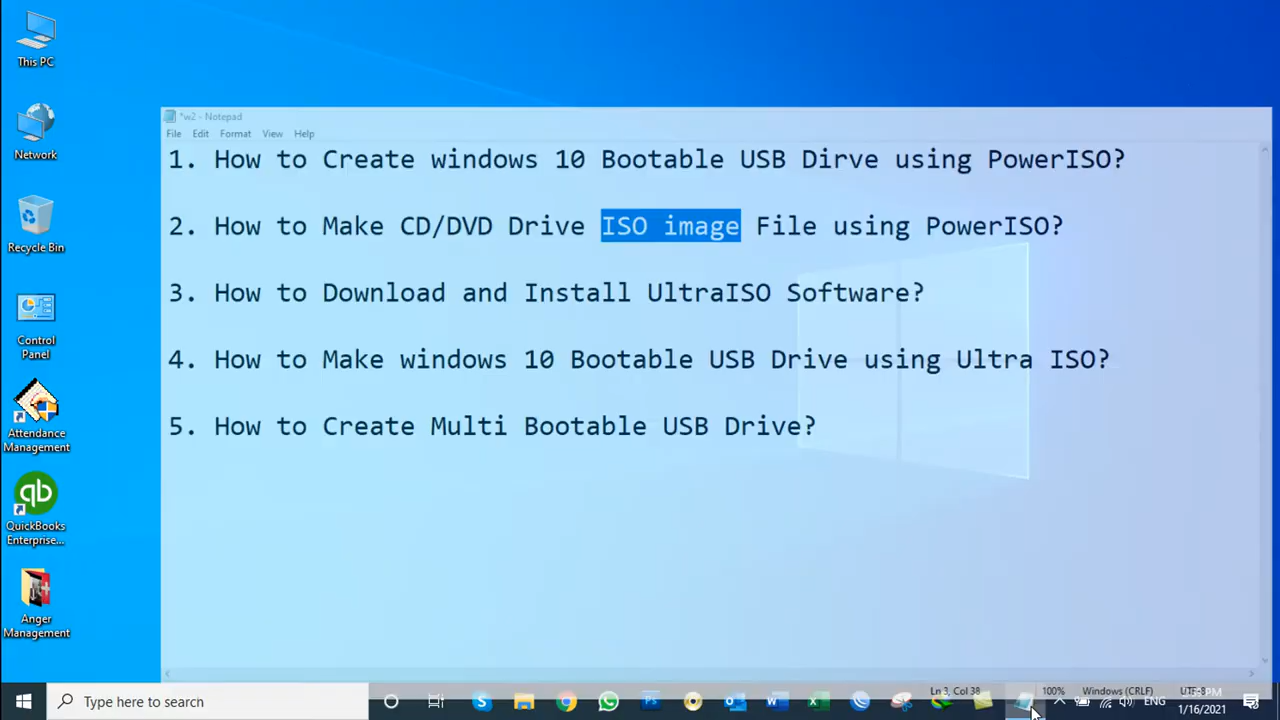 This PC
Network
Recycle Bin
Control
Panel
Attendance
Management
QuickBooks
Enterprise...
Anger
Management
*w2 - Notepad
File Edit Format View Help
1. How to Create windows 10 Bootable USB Dirve using PowerISO?
2. How to Make CD/DVD Drive ISO image File using PowerISO?
3. How to Download and Install UltraISO Software?
4. How to Make windows 10 Bootable USB Drive using Ultra ISO?
5. How to Create Multi Bootable USB Drive?
Ln 3, Col 38 100% Windows (CRLF)
Type here to search
ENG
1/16/2021